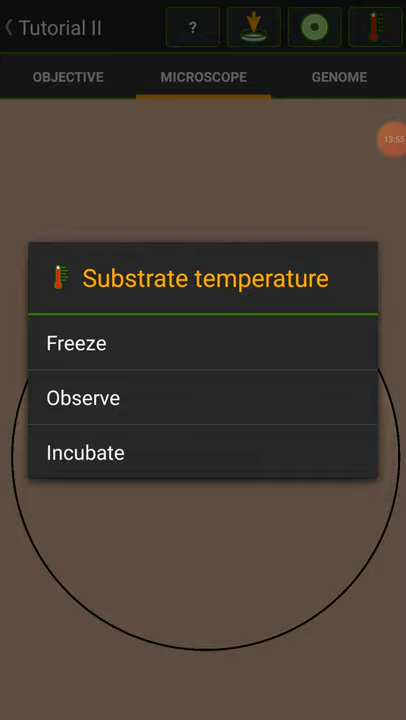 Tutorial II
?
OBJECTIVE
MICROSCOPE
GENOME
13:55
Substrate temperature
Freeze
Observe
Incubate